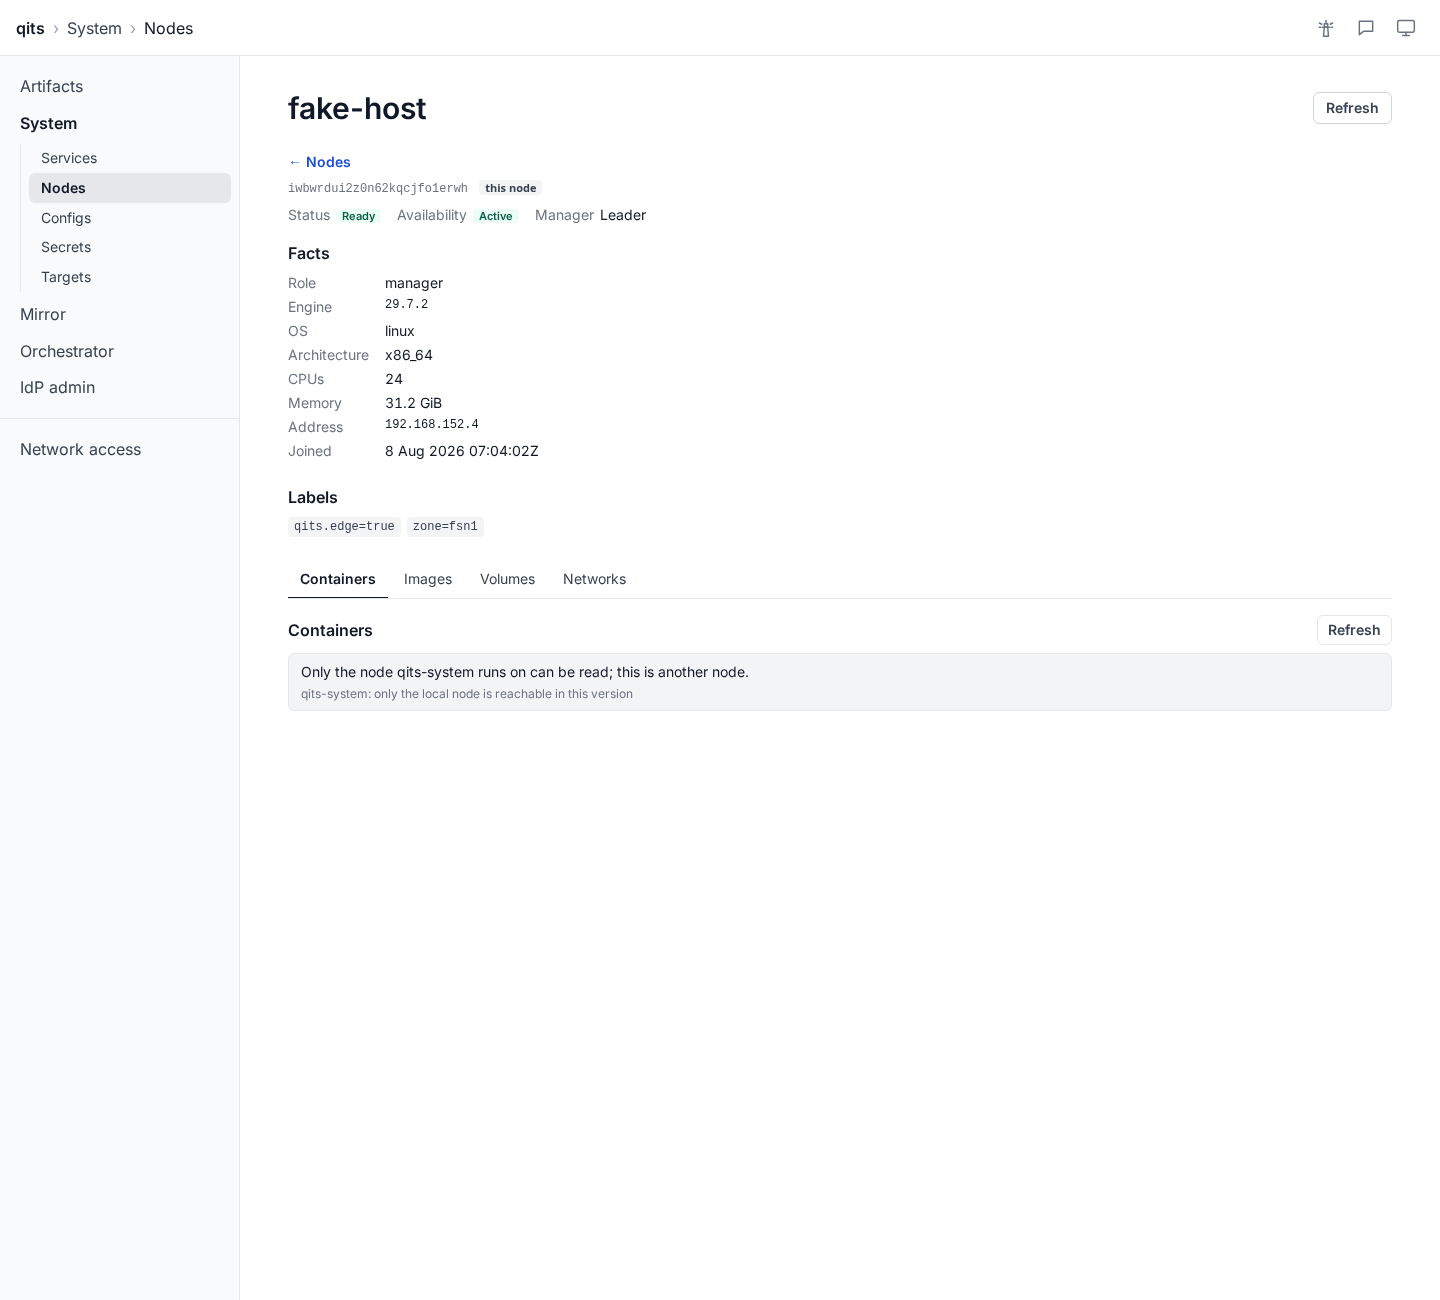 qits › System › Nodes
Artifacts
System
Services
Nodes
Configs
Secrets
Targets
Mirror
Orchestrator
IdP admin
Network access
fake-host
Refresh
← Nodes
iwbwrdui2z0n62kqcjfo1erwh this node
Status Ready Availability Active Manager Leader
Facts
Role manager
Engine 29.7.2
OS linux
Architecture x86_64
CPUs 24
Memory 31.2 GiB
Address 192.168.152.4
Joined 8 Aug 2026 07:04:02Z
Labels
qits.edge=true zone=fsn1
Containers Images Volumes Networks
Containers
Refresh
Only the node qits-system runs on can be read; this is another node.
qits-system: only the local node is reachable in this version